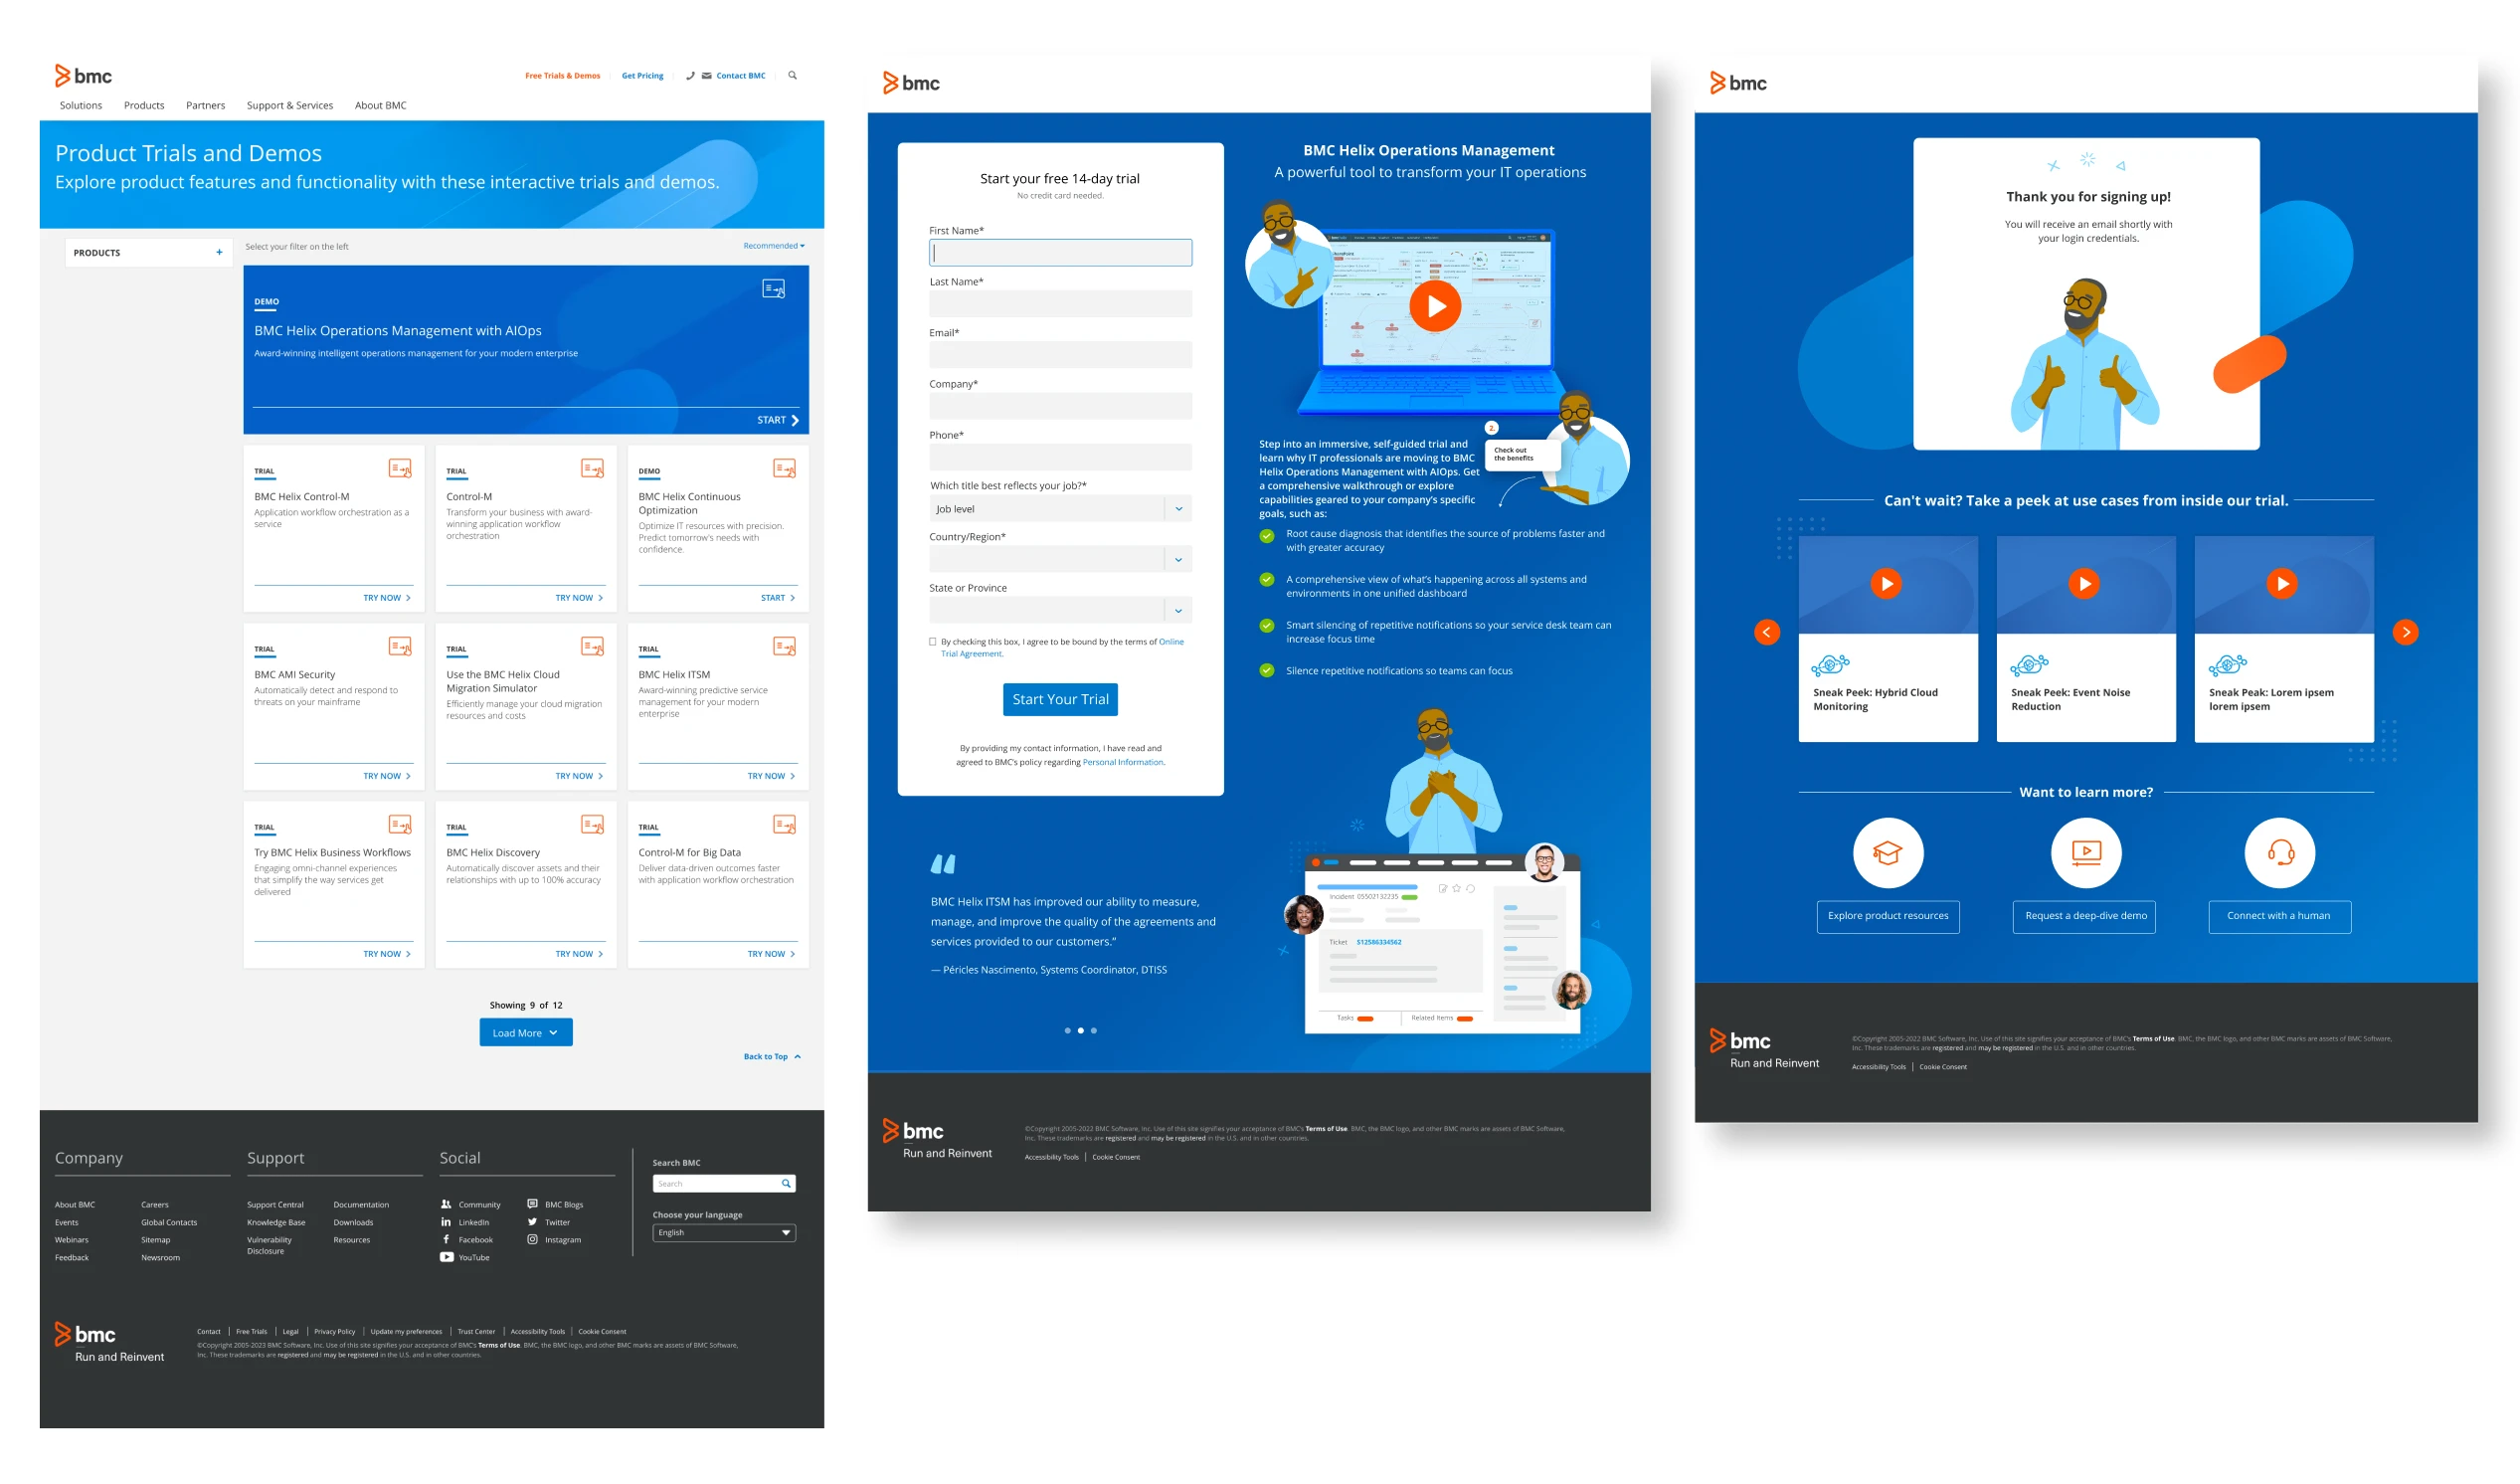 bmc
Free Trials & Demos
Get Pricing
Contact BMC
Solutions
Products
Partners
Support & Services
About BMC
Product Trials and Demos
Explore product features and functionality with these interactive trials and demos.
PRODUCTS
+
Select your filter on the left
Recommended
DEMO
BMC Helix Operations Management with AIOps
Award-winning intelligent operations management for your modern enterprise
START
TRIAL
BMC Helix Control-M
Application workflow orchestration as a
service
TRY NOW
TRIAL
Control-M
Transform your business with award-
winning application workflow
orchestration
TRY NOW
DEMO
BMC Helix Continuous
Optimization
Optimize IT resources with precision.
Predict tomorrow's needs with
confidence.
START
TRIAL
BMC AMI Security
Automatically detect and respond to
threats on your mainframe
TRY NOW
TRIAL
Use the BMC Helix Cloud
Migration Simulator
Efficiently manage your cloud migration
resources and costs
TRY NOW
TRIAL
BMC Helix ITSM
Award-winning predictive service
management for your modern
enterprise
TRY NOW
TRIAL
Try BMC Helix Business Workflows
Engaging omni-channel experiences
that simplify the way services get
delivered
TRY NOW
TRIAL
BMC Helix Discovery
Automatically discover assets and their
relationships with up to 100% accuracy
TRY NOW
TRIAL
Control-M for Big Data
Deliver data-driven outcomes faster
with application workflow orchestration
TRY NOW
Showing 9 of 12
Load More
Back to Top
Company
About BMC
Events
Webinars
Feedback
Careers
Global Contacts
Sitemap
Newsroom
Support
Support Central
Knowledge Base
Vulnerability
Disclosure
Documentation
Downloads
Resources
Social
Community
LinkedIn
Facebook
YouTube
BMC Blogs
Twitter
Instagram
Search BMC
Search
Choose your language
English
bmc
Run and Reinvent
Contact | Free Trials | Legal | Privacy Policy | Update my preferences | Trust Center | Accessibility Tools | Cookie Consent
©Copyright 2005-2023 BMC Software, Inc. Use of this site signifies your acceptance of BMC's Terms of Use. BMC, the BMC logo, and other BMC marks are assets of BMC Software,
Inc. These trademarks are registered and may be registered in the U.S. and in other countries.
bmc
Start your free 14-day trial
No credit card needed.
First Name*
Last Name*
Email*
Company*
Phone*
Which title best reflects your job?*
Job level
Country/Region*
State or Province
By checking this box, I agree to be bound by the terms of Online
Trial Agreement.
Start Your Trial
By providing my contact information, I have read and
agreed to BMC's policy regarding Personal Information.
BMC Helix ITSM has improved our ability to measure,
manage, and improve the quality of the agreements and
services provided to our customers.”
— Péricles Nascimento, Systems Coordinator, DTISS
BMC Helix Operations Management
A powerful tool to transform your IT operations
2.
Check out
the benefits
Step into an immersive, self-guided trial and
learn why IT professionals are moving to BMC
Helix Operations Management with AIOps. Get
a comprehensive walkthrough or explore
capabilities geared to your company's specific
goals, such as:
Root cause diagnosis that identifies the source of problems faster and
with greater accuracy
A comprehensive view of what's happening across all systems and
environments in one unified dashboard
Smart silencing of repetitive notifications so your service desk team can
increase focus time
Silence repetitive notifications so teams can focus
Incident 05502132235
Ticket S12586334562
Tasks
Related Items
bmc
Run and Reinvent
©Copyright 2005-2022 BMC Software, Inc. Use of this site signifies your acceptance of BMC's Terms of Use. BMC, the BMC logo, and other BMC marks are assets of BMC Software,
Inc. These trademarks are registered and may be registered in the U.S. and in other countries.
Accessibility Tools | Cookie Consent
bmc
Thank you for signing up!
You will receive an email shortly with
your login credentials.
Can't wait? Take a peek at use cases from inside our trial.
Sneak Peek: Hybrid Cloud
Monitoring
Sneak Peek: Event Noise
Reduction
Sneak Peak: Lorem ipsem
lorem ipsem
Want to learn more?
Explore product resources
Request a deep-dive demo
Connect with a human
bmc
Run and Reinvent
©Copyright 2005-2022 BMC Software, Inc. Use of this site signifies your acceptance of BMC's Terms of Use. BMC, the BMC logo, and other BMC marks are assets of BMC Software,
Inc. These trademarks are registered and may be registered in the U.S. and in other countries.
Accessibility Tools | Cookie Consent